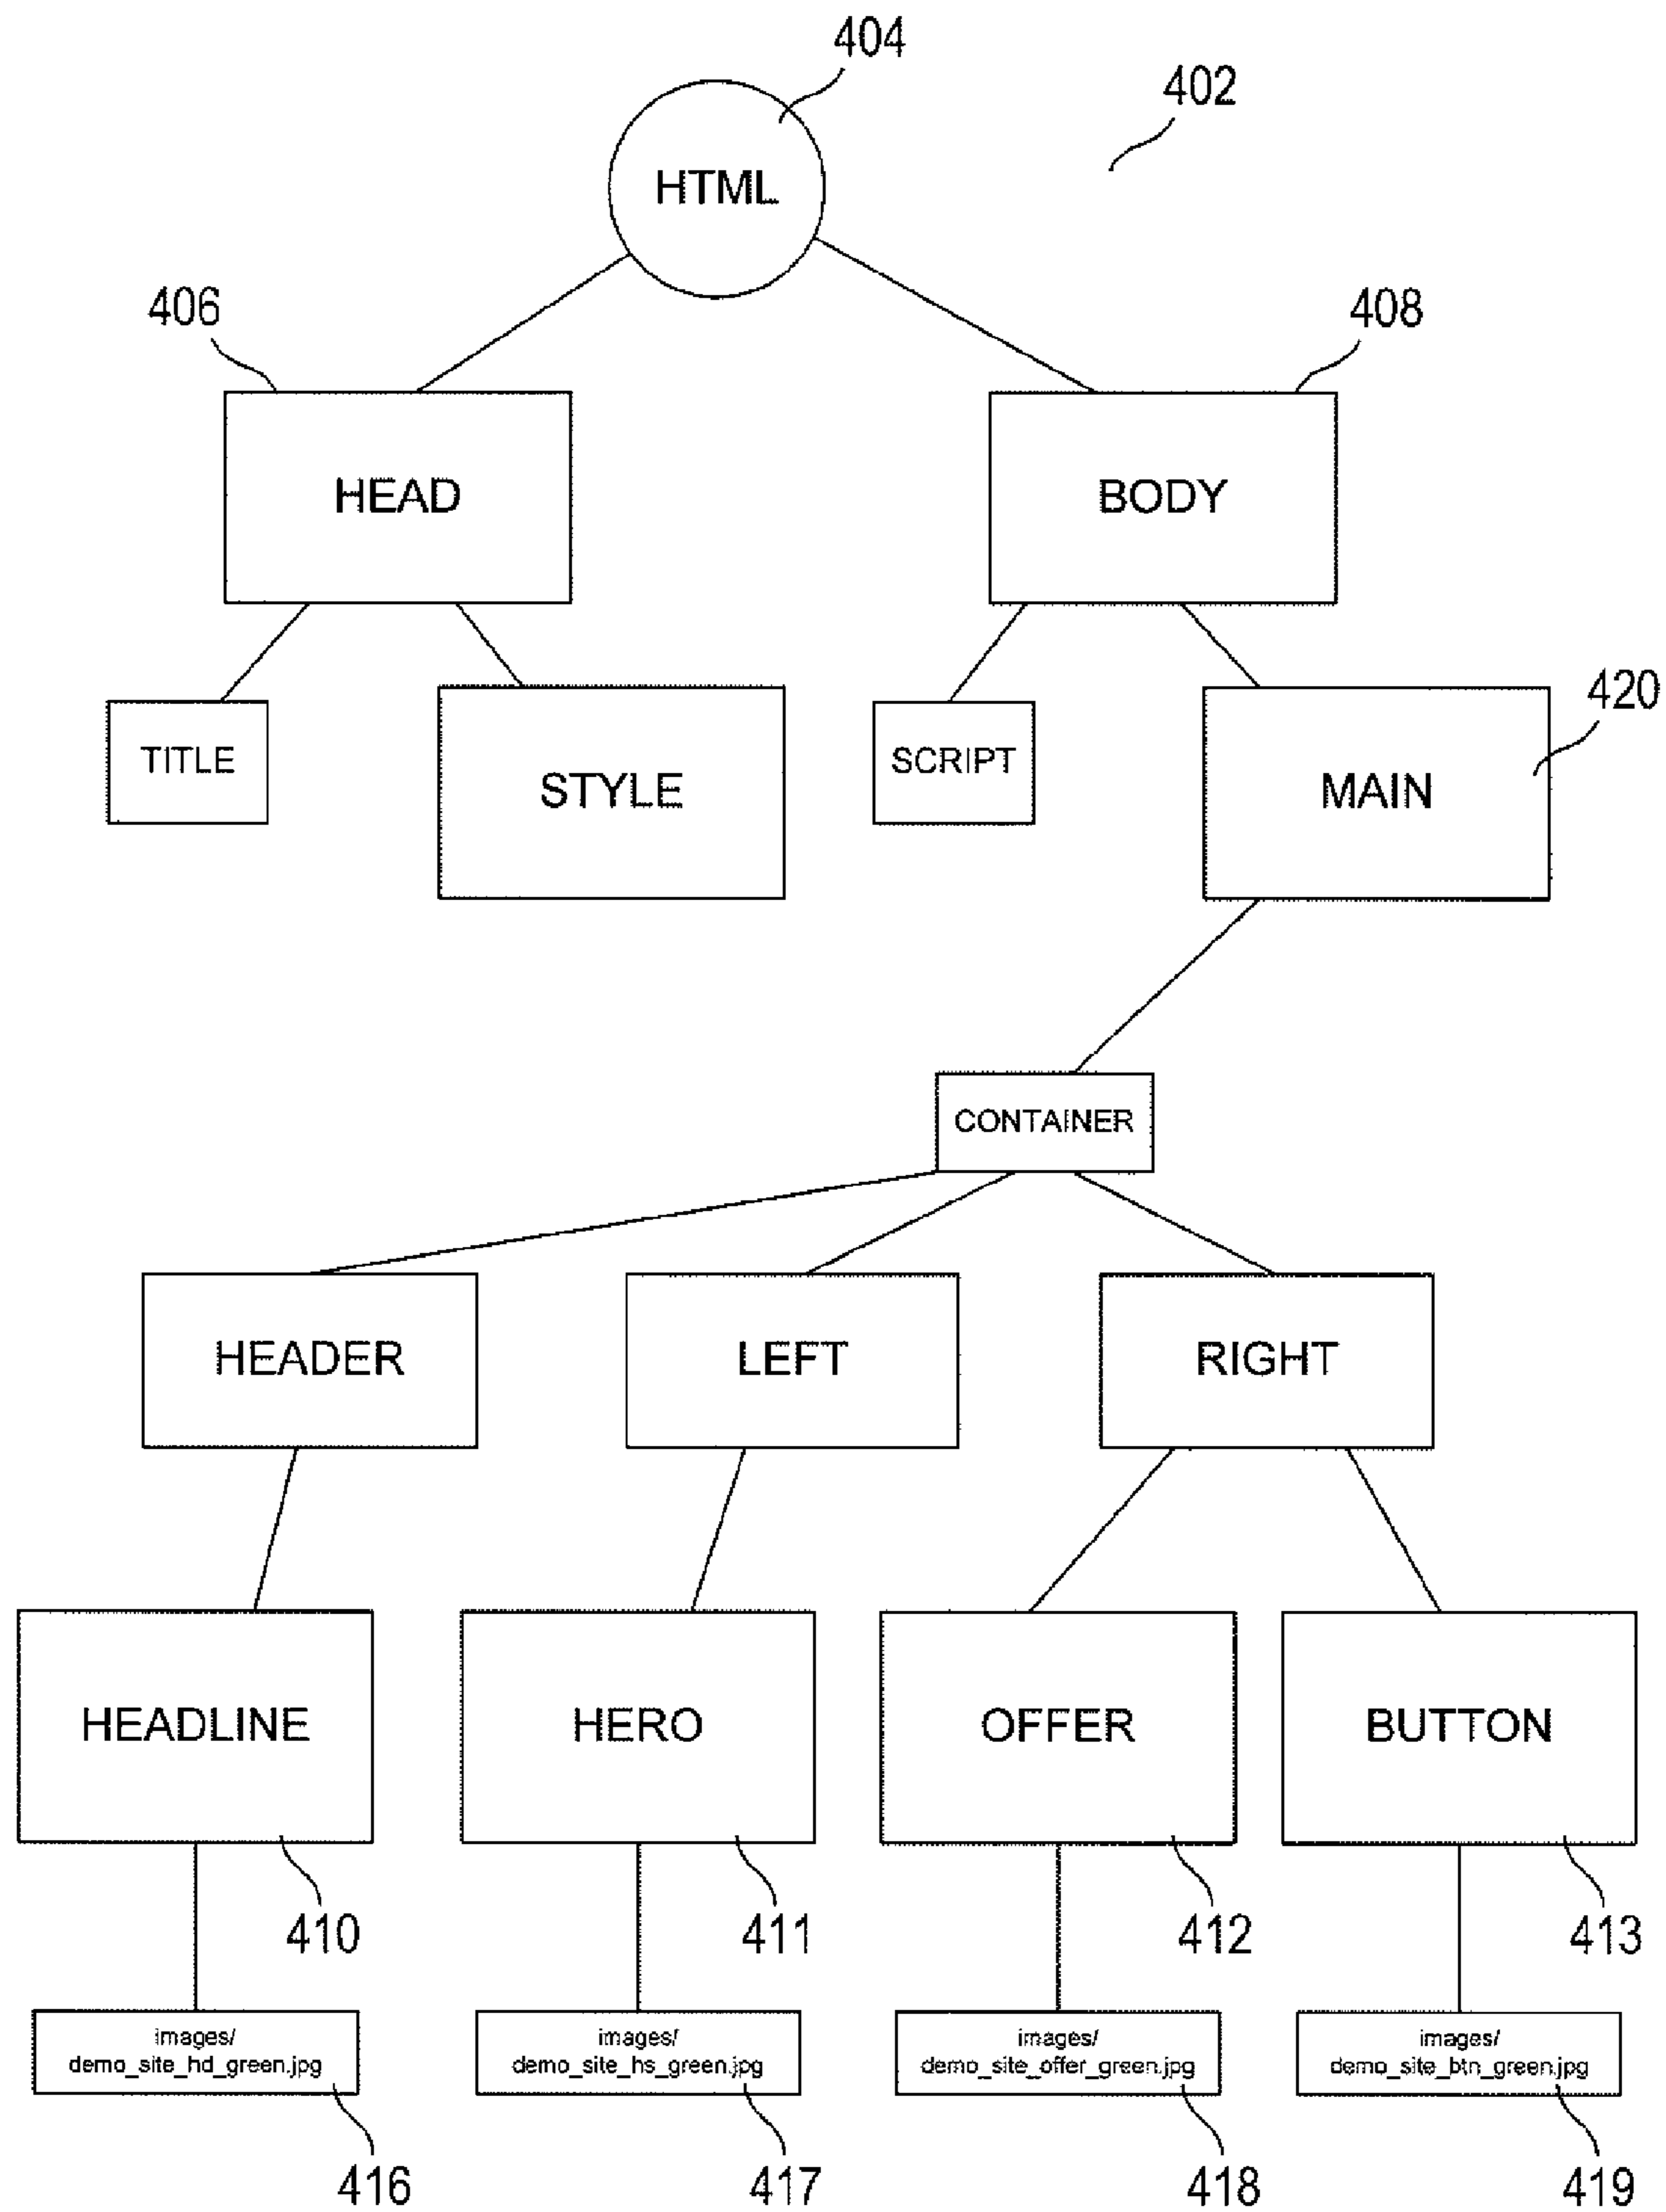 404
402
HTML
406
408
HEAD
BODY
420
TITLE
STYLE
SCRIPT
MAIN
CONTAINER
HEADER
LEFT
RIGHT
HEADLINE
HERO
OFFER
BUTTON
410
411
412
413
images/
demo_site_hd_green.jpg
images/
demo_site_hs_green.jpg
images/
demo_site_offer_green.jpg
images/
demo_site_btn_green.jpg
416
417
418
419